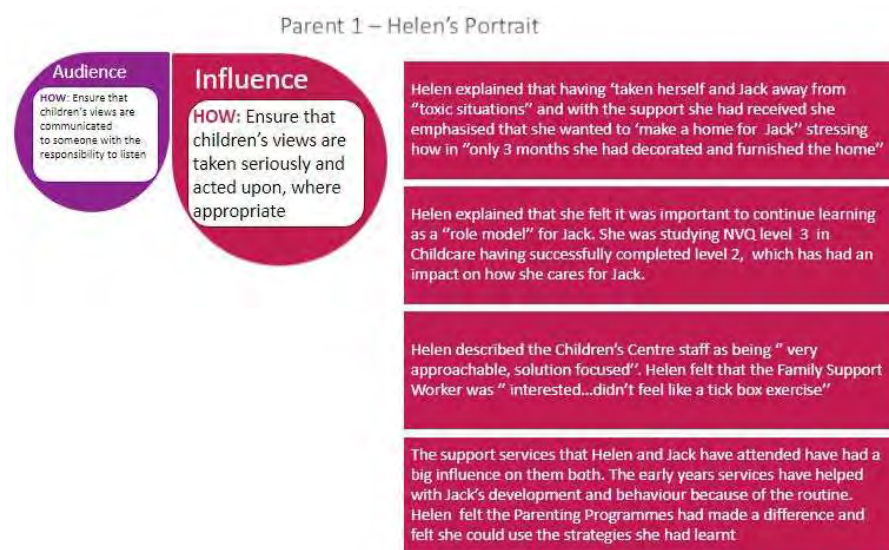 Parent 1 – Helen's Portrait
Audience
HOW: Ensure that
children's views are
communicated
to someone with the
responsibility to listen
Influence
HOW: Ensure that
children's views are
taken seriously and
acted upon, where
appropriate
Helen explained that having 'taken herself and Jack away from
"toxic situations" and with the support she had received she
emphasised that she wanted to 'make a home for Jack" stressing
how in "only 3 months she had decorated and furnished the home"
Helen explained that she felt it was important to continue learning
as a "role model" for Jack. She was studying NVQ level 3 in
Childcare having successfully completed level 2, which has had an
impact on how she cares for Jack.
Helen described the Children's Centre staff as being " very
approachable, solution focused". Helen felt that the Family Support
Worker was " interested...didn't feel like a tick box exercise"
The support services that Helen and Jack have attended have had a
big influence on them both. The early years services have helped
with Jack's development and behaviour because of the routine.
Helen felt the Parenting Programmes had made a difference and
felt she could use the strategies she had learnt